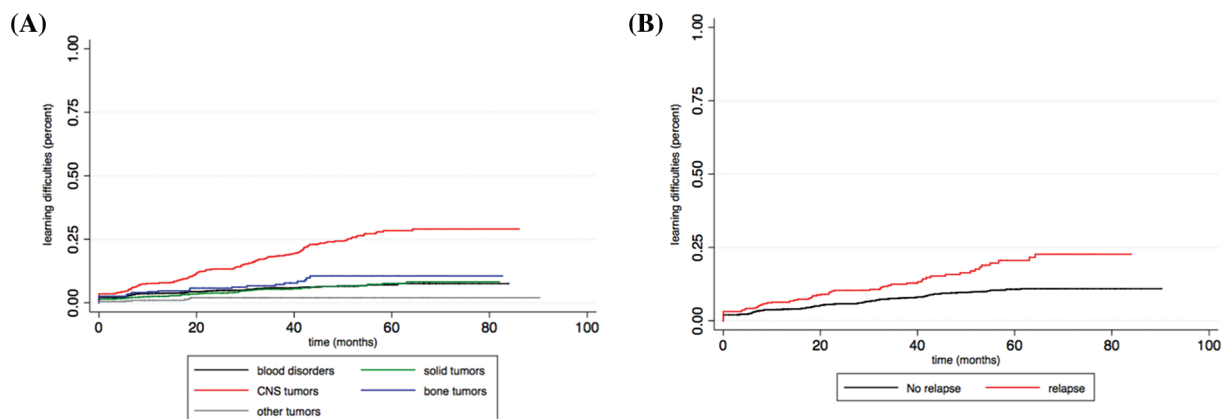 (A)
learning difficulties (percent)
1.00
0.75
0.50
0.25
0.00
0 20 40 60 80 100
time (months)
blood disorders solid tumors
CNS tumors bone tumors
other tumors
(B)
learning difficulties (percent)
1.00
0.75
0.50
0.25
0.00
0 20 40 60 80 100
time (months)
No relapse relapse